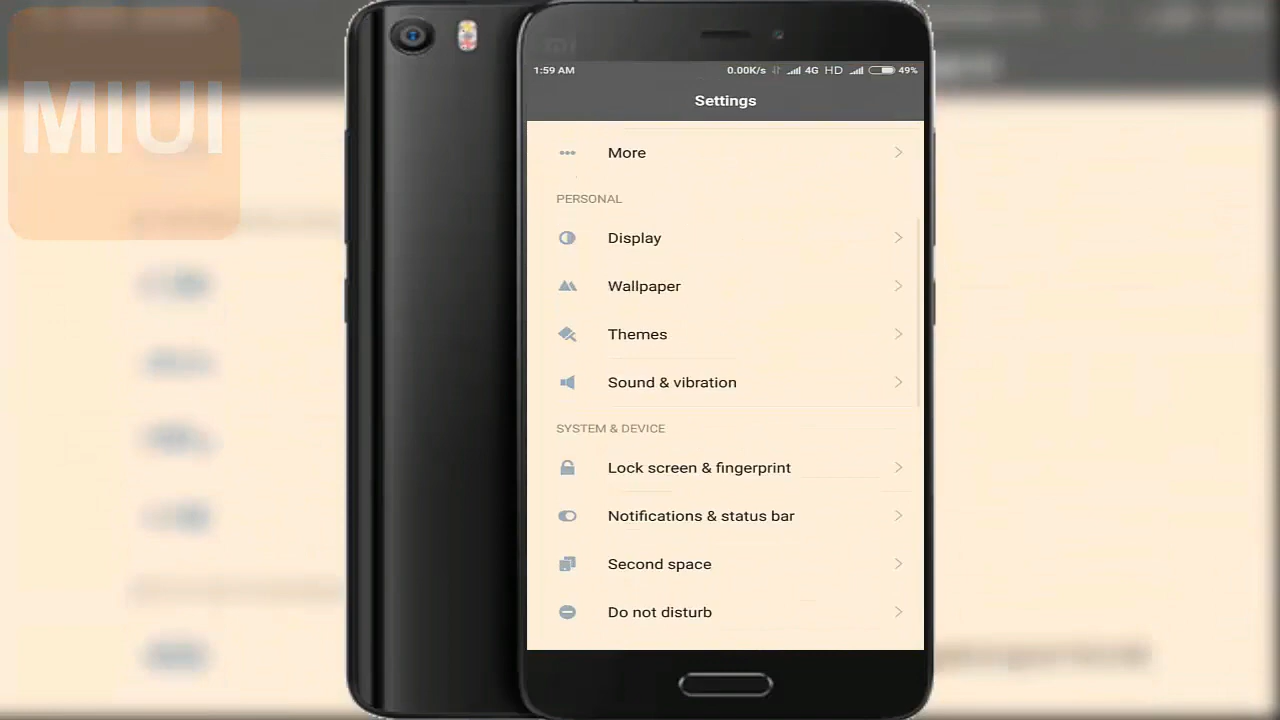 MIUI
1:59 AM 0.00K/s 4G HD 49%
Settings
More
PERSONAL
Display
Wallpaper
Themes
Sound & vibration
SYSTEM & DEVICE
Lock screen & fingerprint
Notifications & status bar
Second space
Do not disturb